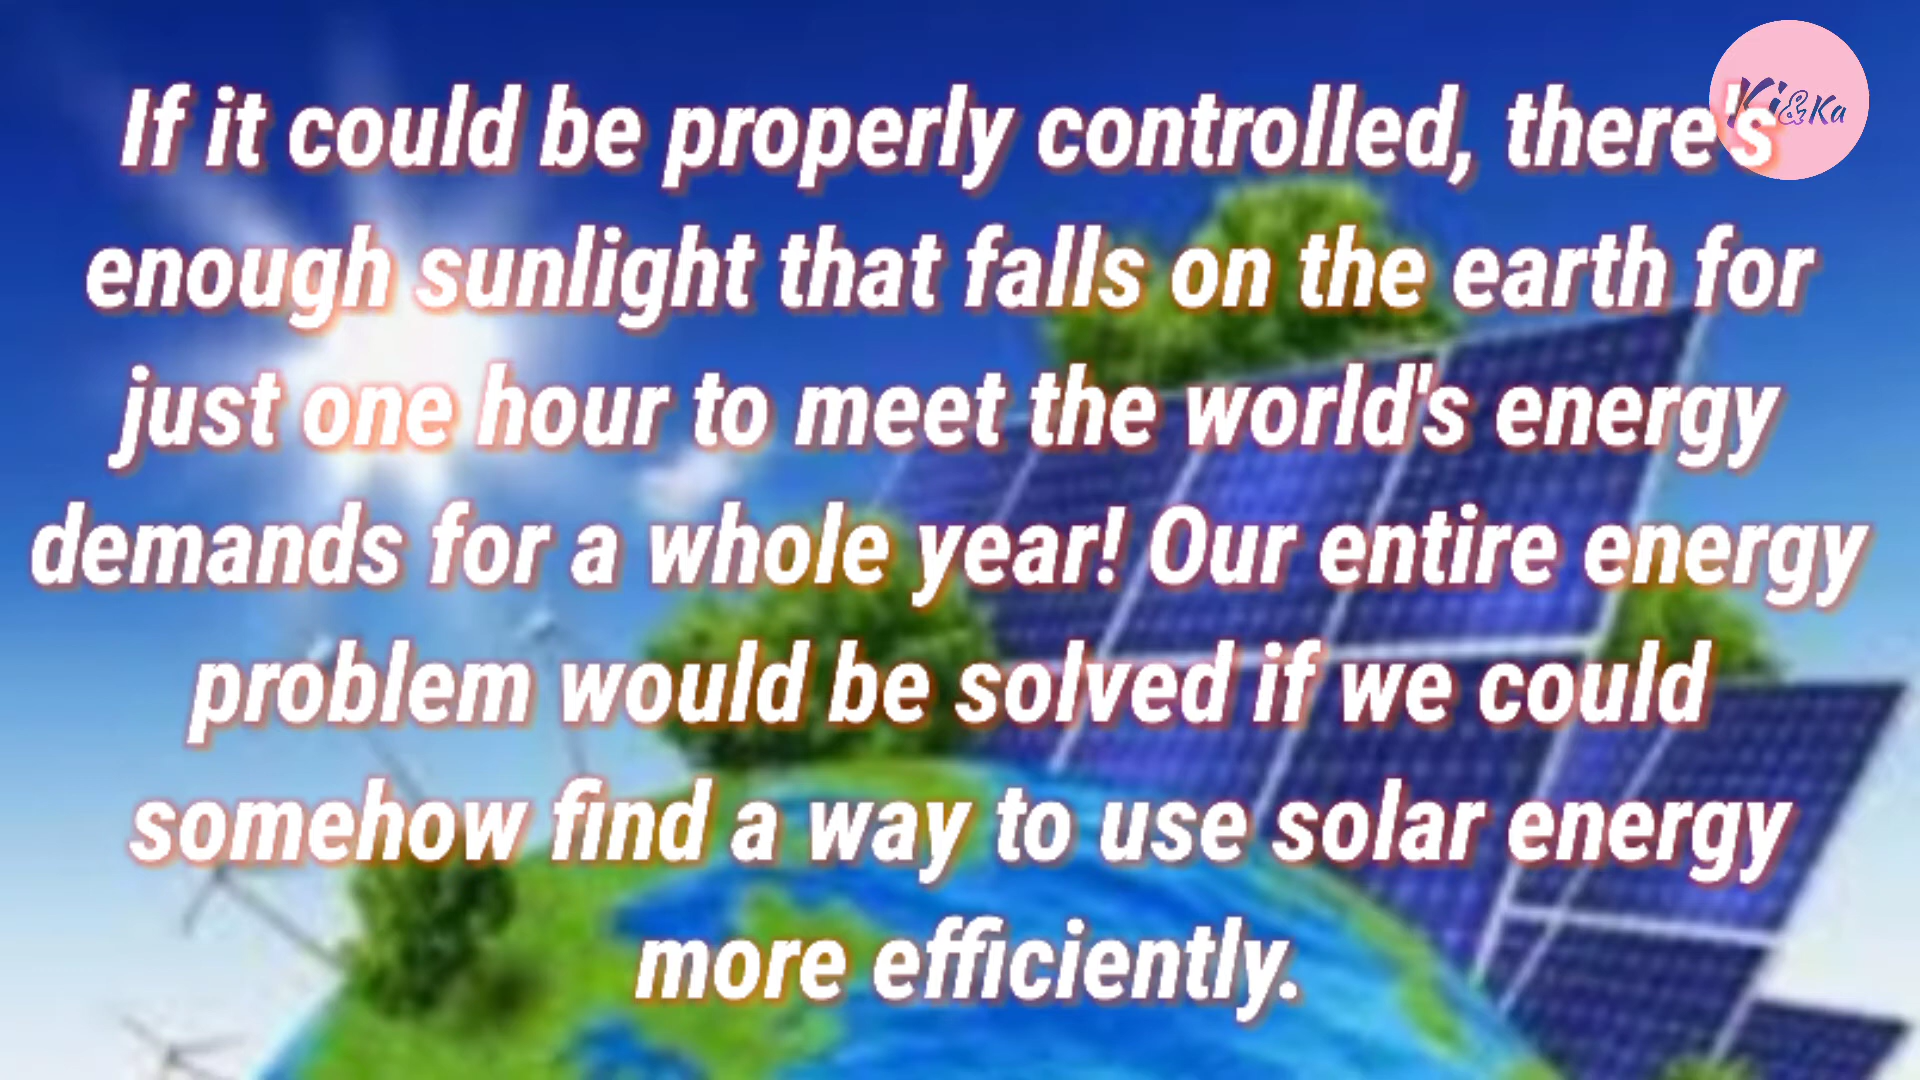 If it could be properly controlled, there's
enough sunlight that falls on the earth for
just one hour to meet the world's energy
demands for a whole year! Our entire energy
problem would be solved if we could
somehow find a way to use solar energy
more efficiently.
Ki&Ka